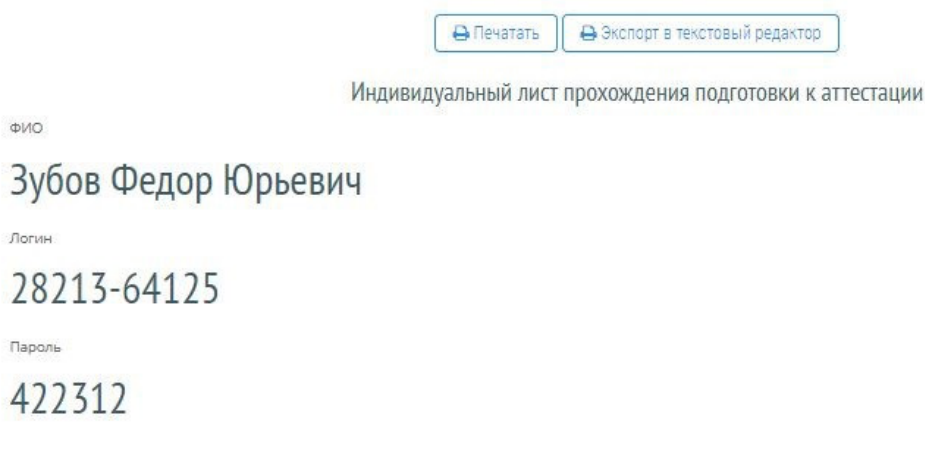 Печатать Экспорт в текстовый редактор
Индивидуальный лист прохождения подготовки к аттестации
ФИО
Зубов Федор Юрьевич
Логин
28213-64125
Пароль
422312